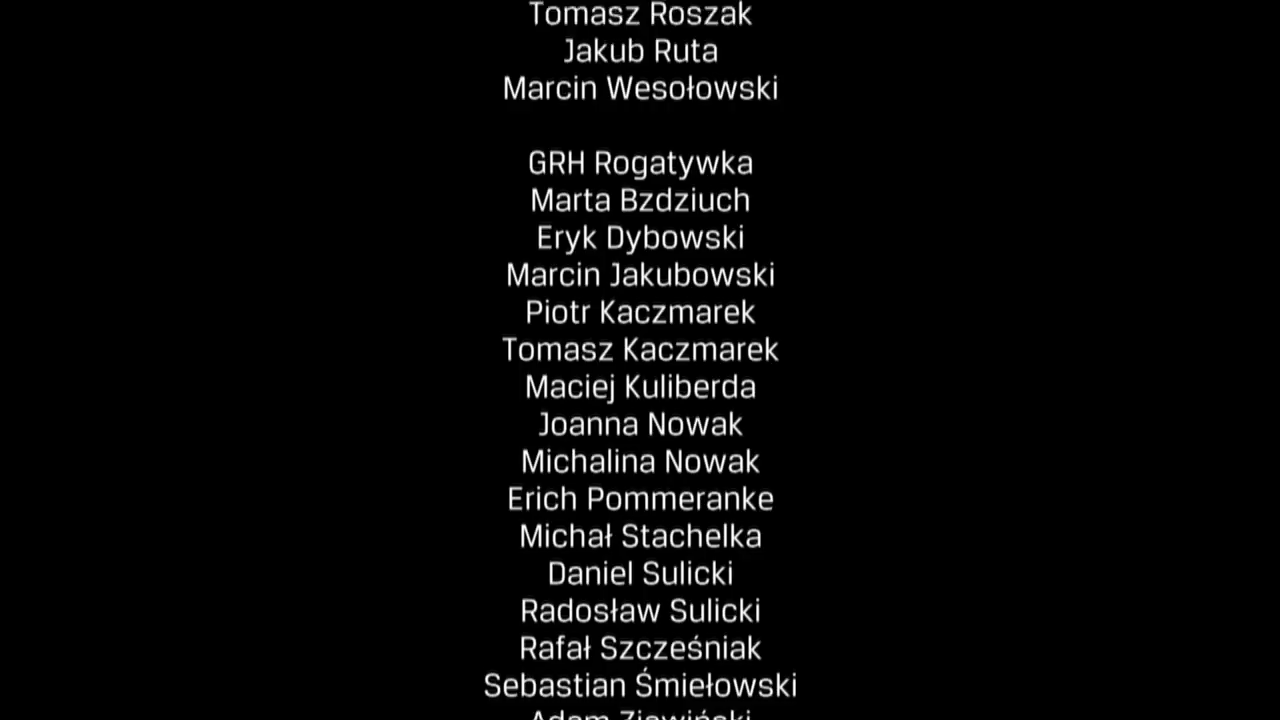 Tomasz Roszak
Jakub Ruta
Marcin Wesołowski
GRH Rogatywka
Marta Bzdziuch
Eryk Dybowski
Marcin Jakubowski
Piotr Kaczmarek
Tomasz Kaczmarek
Maciej Kuliberda
Joanna Nowak
Michalina Nowak
Erich Pommeranke
Michał Stachelka
Daniel Sulicki
Radosław Sulicki
Rafał Szcześniak
Sebastian Śmiełowski
Adam